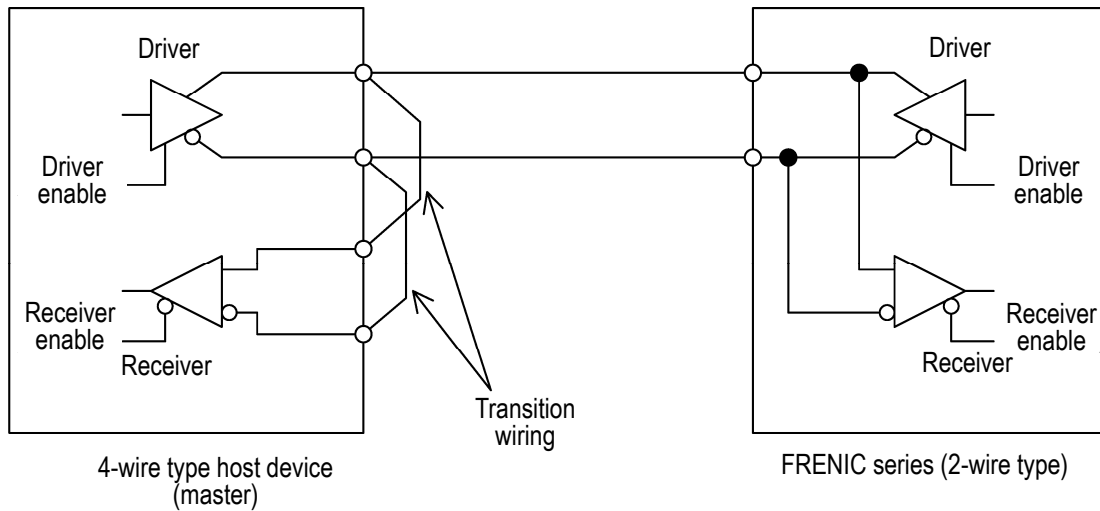 Driver
Driver
enable
Receiver
enable
Receiver
Transition
wiring
Driver
Driver
enable
Receiver
enable
Receiver
4-wire type host device
(master)
FRENIC series (2-wire type)